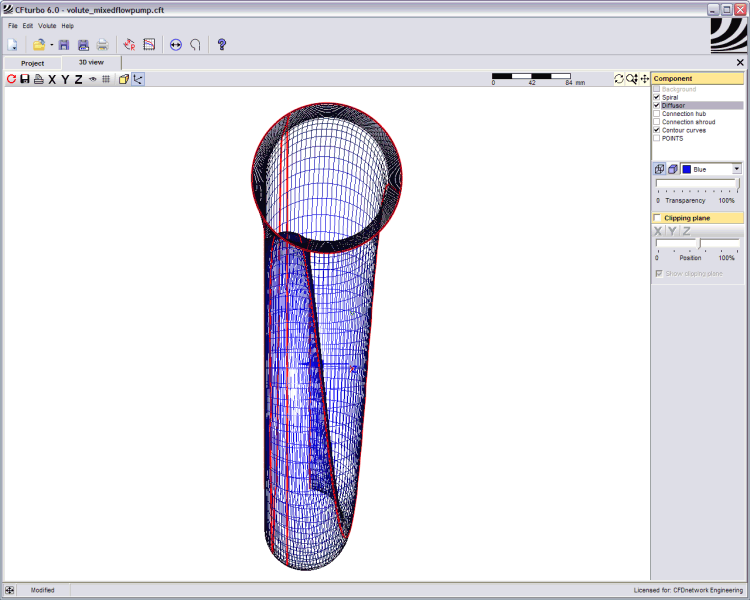 CFturbo 6.0 - volute_mixedflowpump.cft
File Edit Volute Help
Project 3D view
X Y Z
0 42 84 mm
Component
Background
Spiral
Diffusor
Connection hub
Connection shroud
Contour curves
POINTS
Blue
0 Transparency 100%
Clipping plane
X Y Z
0 Position 100%
Show clipping plane
Modified
Licensed for: CFDnetwork Engineering